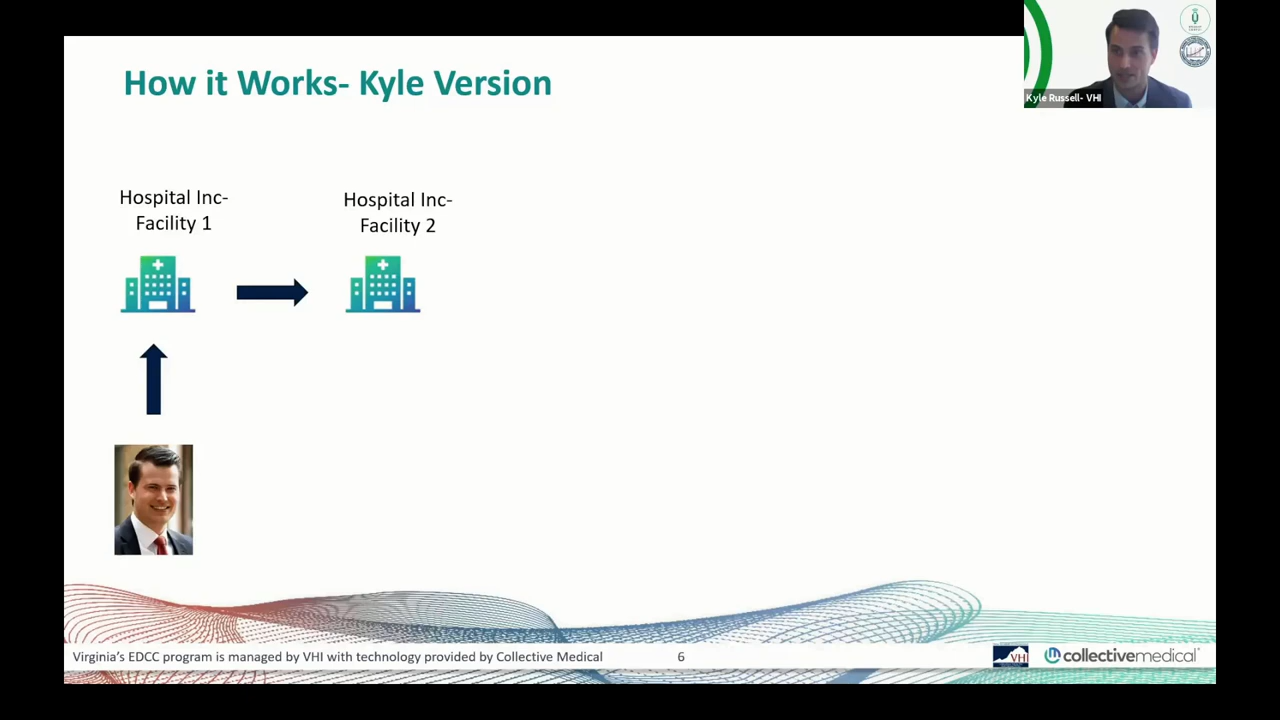 How it Works- Kyle Version
Kyle Russell- VHI
Hospital Inc-
Facility 1
Hospital Inc-
Facility 2
Virginia's EDCC program is managed by VHI with technology provided by Collective Medical
6
VHI
collectivemedical